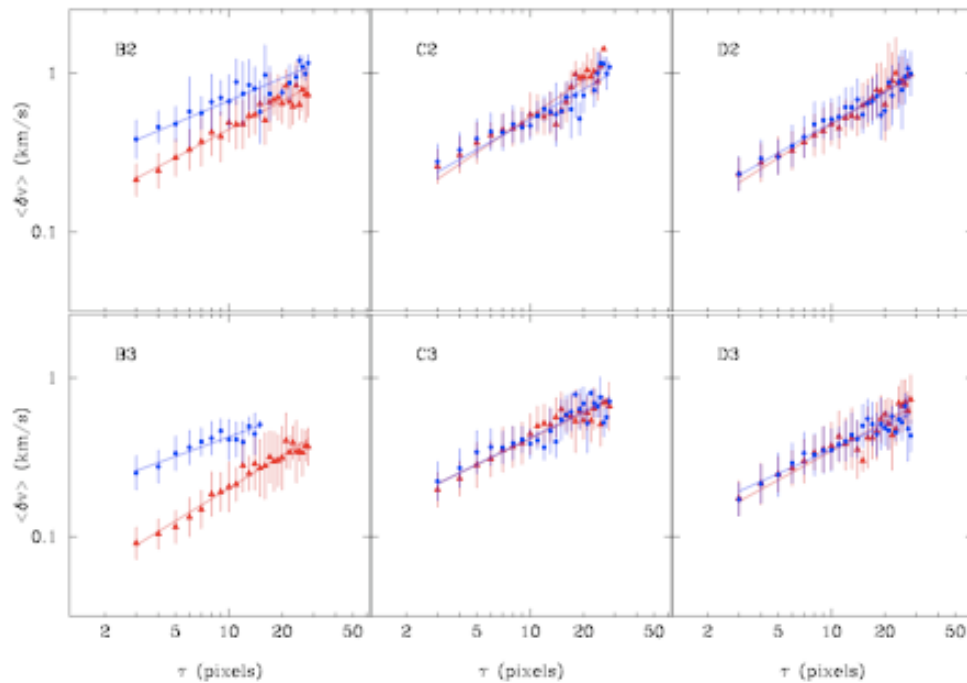 B2 C2 D2
1
0.1
<δv> (km/s)
B3 C3 D3
1
0.1
<δv> (km/s)
2 5 10 20 50 2 5 10 20 50 2 5 10 20 50
τ (pixels) τ (pixels) τ (pixels)